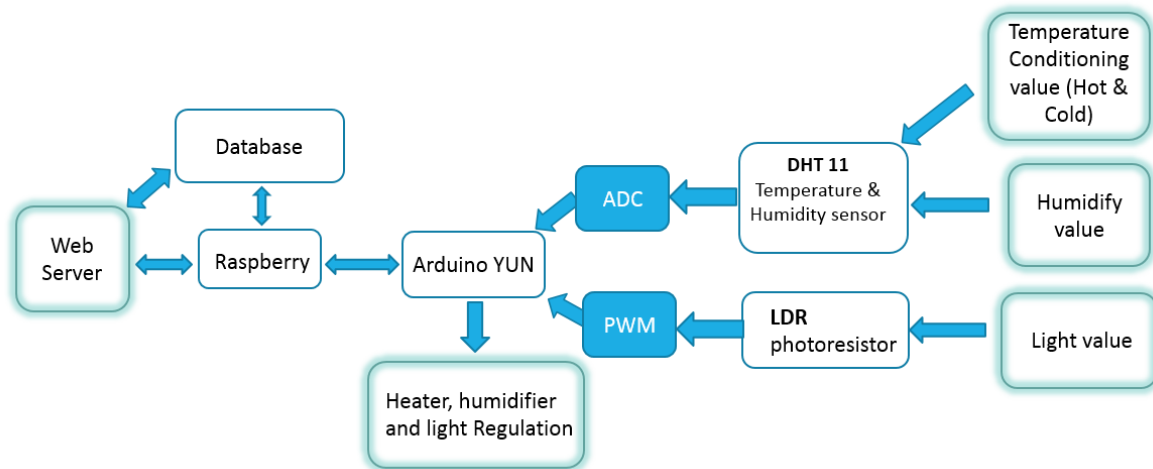 Temperature
Conditioning
value (Hot &
Cold)
Database
DHT 11
Temperature &
Humidity sensor
ADC
Humidify
value
Web
Server
Raspberry
Arduino YUN
PWM
LDR
photoresistor
Light value
Heater, humidifier
and light Regulation